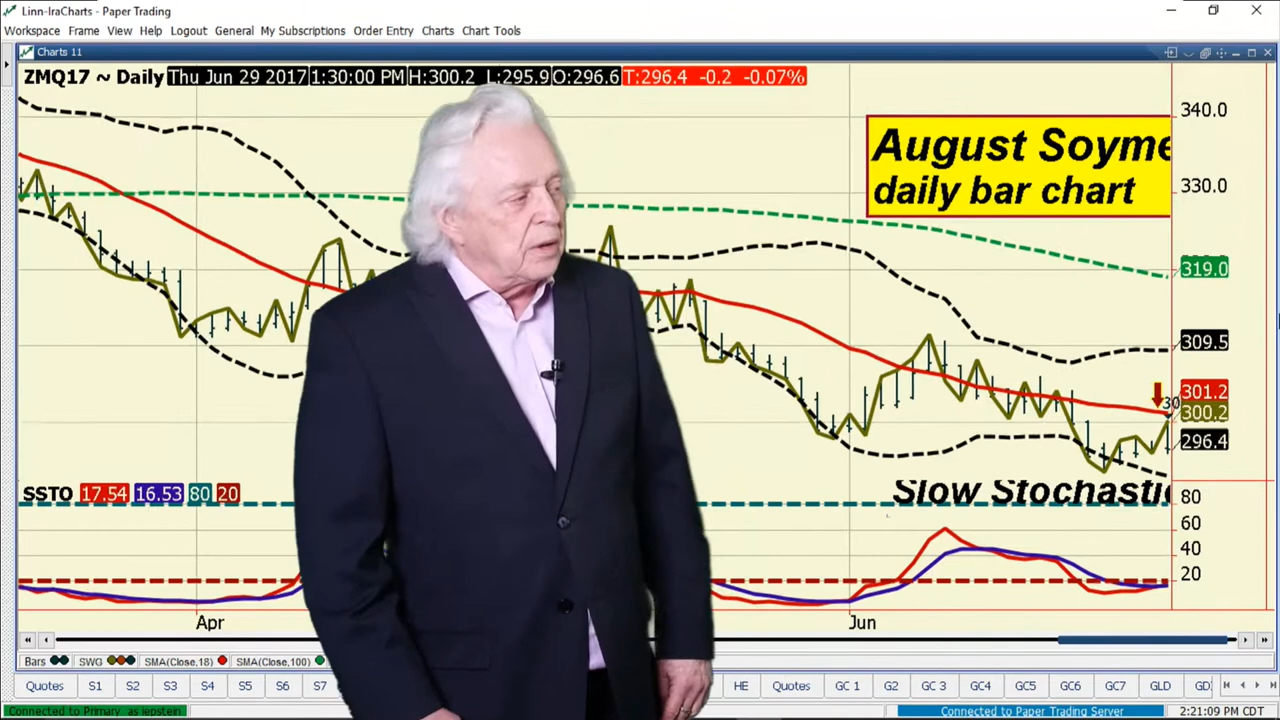 Linn-IraCharts - Paper Trading
Workspace Frame View Help Logout General My Subscriptions Order Entry Charts Chart Tools
Charts 11
ZMQ17 ~ Daily Thu Jun 29 2017 1:30:00 PM H:300.2 L:295.9 O:296.6 T:296.4 -0.2 -0.07%
340.0
August Soyme
daily bar chart
330.0
319.0
309.5
301.2
30
300.2
296.4
SSTO 17.54 16.53 80 20
Slow Stochastic
80
60
40
20
Apr Jun
Bars SWG SMA(Close,18) SMA(Close,100)
Quotes S1 S2 S3 S4 S5 S6 S7 HE Quotes GC 1 G2 GC 3 GC4 GC5 GC6 GC7 GLD GD
Connected to Primary as iepstein Connected to Paper Trading Server 2:21:09 PM CDT